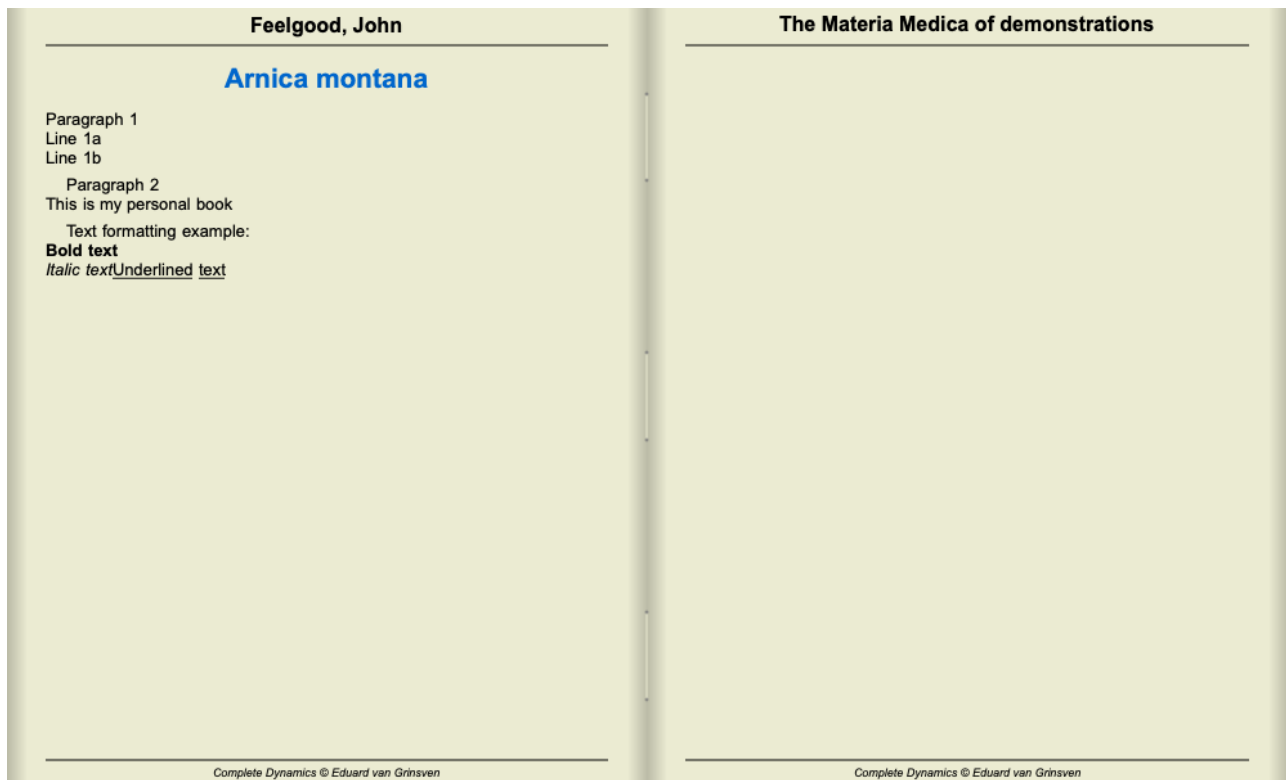 Feelgood, John
Arnica montana
Paragraph 1
Line 1a
Line 1b
Paragraph 2
This is my personal book
Text formatting example:
Bold text
Italic textUnderlined text
Complete Dynamics © Eduard van Grinsven
The Materia Medica of demonstrations
Complete Dynamics © Eduard van Grinsven